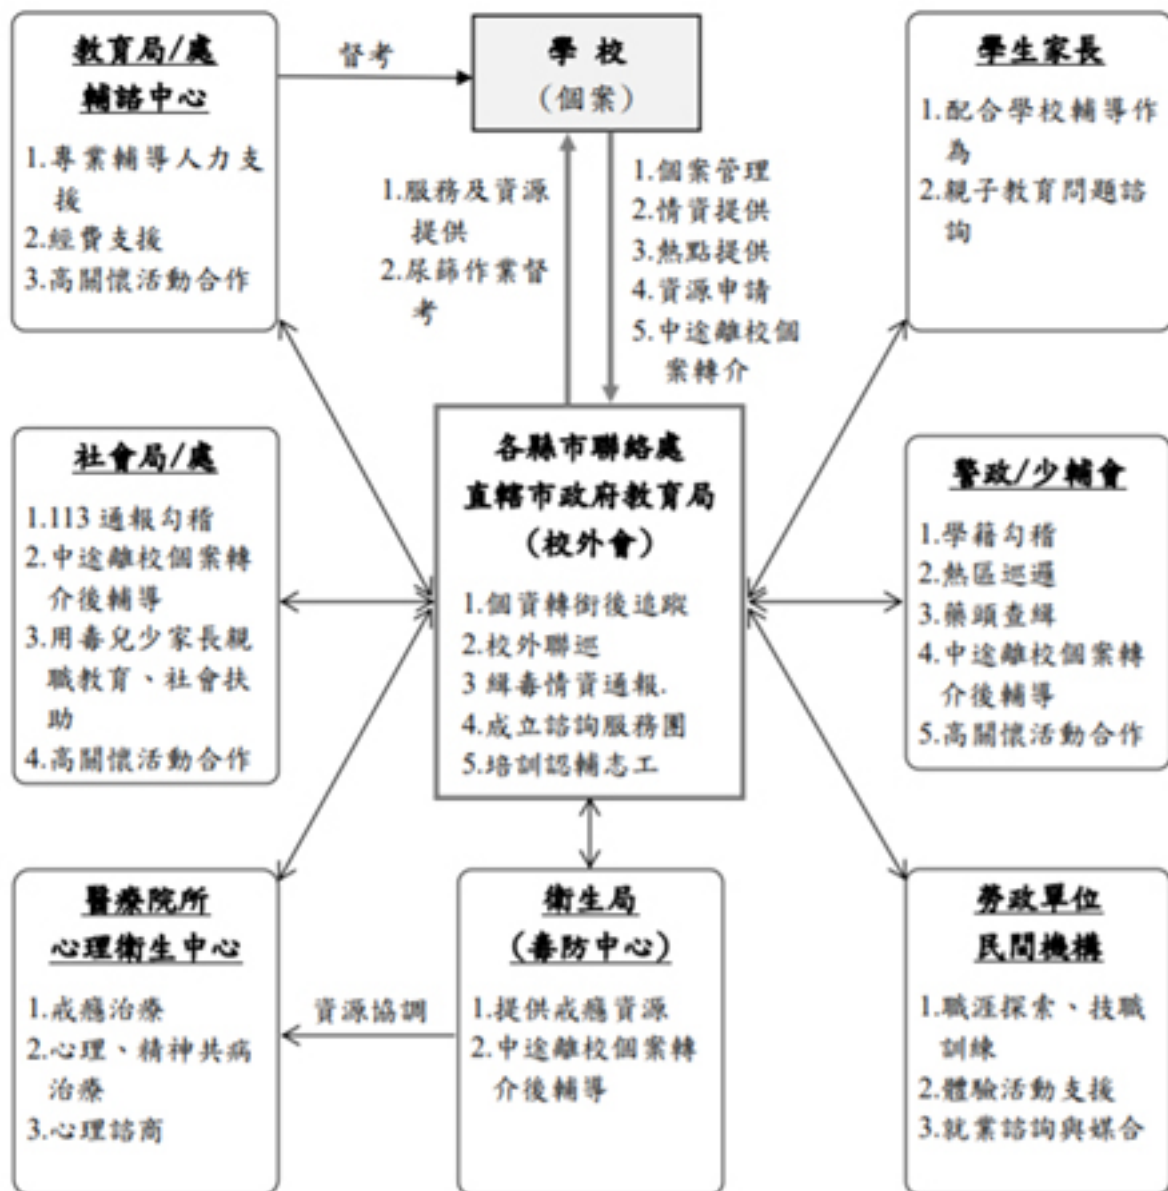 教育局/處
輔諮中心
1.專業輔導人力支
援
2.經費支援
3.高關懷活動合作
督考
學校
(個案)
1.服務及資源
提供
2.尿篩作業督
考
1.個案管理
2.情資提供
3.熱點提供
4.資源申請
5.中途離校個
案轉介
學生家長
1.配合學校輔導作
為
2.親子教育問題諮
詢
社會局/處
1.113 通報勾稽
2.中途離校個案轉
介後輔導
3.用毒兒少家長親
職教育、社會扶
助
4.高關懷活動合作
各縣市聯絡處
直轄市政府教育局
(校外會)
1.個資轉銜後追蹤
2.校外聯巡
3 緝毒情資通報.
4.成立諮詢服務團
5.培訓認輔志工
警政/少輔會
1.學籍勾稽
2.熱區巡邏
3.藥頭查緝
4.中途離校個案轉
介後輔導
5.高關懷活動合作
醫療院所
心理衛生中心
1.戒癮治療
2.心理、精神共病
治療
3.心理諮商
資源協調
衛生局
(毒防中心)
1.提供戒癮資源
2.中途離校個案轉
介後輔導
勞政單位
民間機構
1.職涯探索、技職
訓練
2.體驗活動支援
3.就業諮詢與媒合